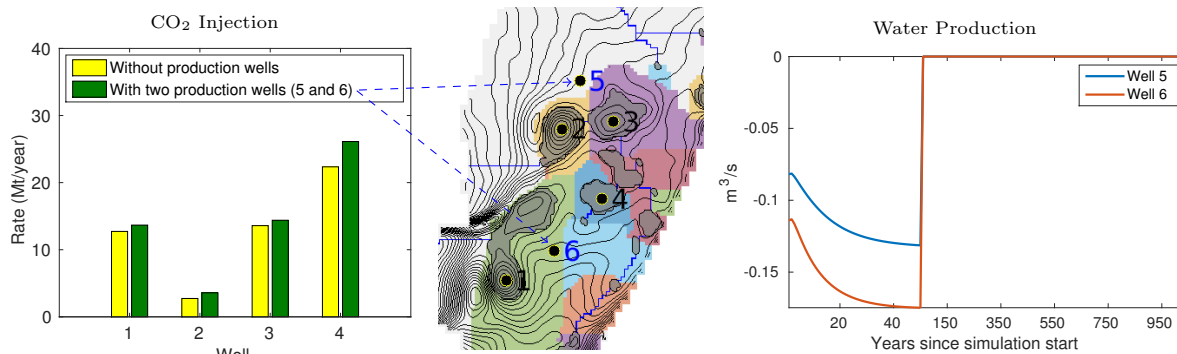 CO₂ Injection
40
30
20
10
0
Rate (Mt/year)
Without production wells
With two production wells (5 and 6)
1 2 3 4
Well
5
2 3
4
6
1
Water Production
0
-0.05
-0.1
-0.15
m³/s
Well 5
Well 6
20 40 150 350 550 750 950
Years since simulation start